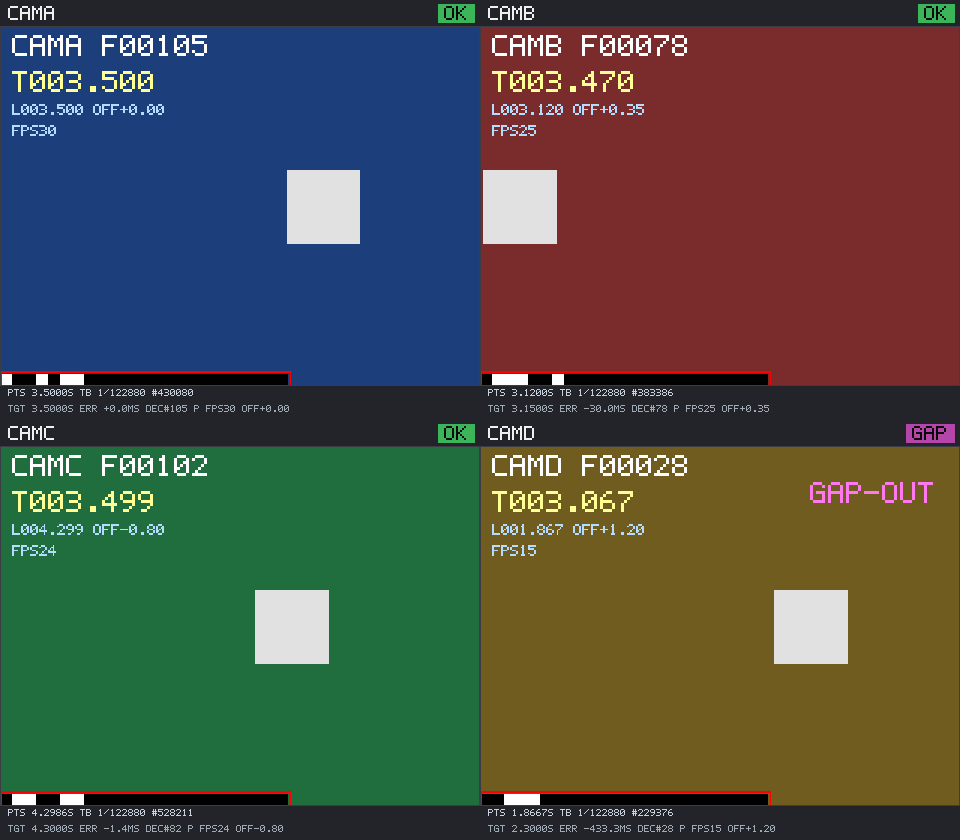 CAMA OK
CAMA F00105
T003.500
L003.500 OFF+0.00
FPS30
PTS 3.5000S TB 1/122880 #430080
TGT 3.5000S ERR +0.0MS DEC#105 P FPS30 OFF+0.00
CAMB OK
CAMB F00078
T003.470
L003.120 OFF+0.35
FPS25
PTS 3.1200S TB 1/122880 #383386
TGT 3.1500S ERR -30.0MS DEC#78 P FPS25 OFF+0.35
CAMC OK
CAMC F00102
T003.499
L004.299 OFF-0.80
FPS24
PTS 4.2986S TB 1/122880 #528211
TGT 4.3000S ERR -1.4MS DEC#82 P FPS24 OFF-0.80
CAMD GAP
CAMD F00028
GAP-OUT
T003.067
L001.867 OFF+1.20
FPS15
PTS 1.8667S TB 1/122880 #229376
TGT 2.3000S ERR -433.3MS DEC#28 P FPS15 OFF+1.20